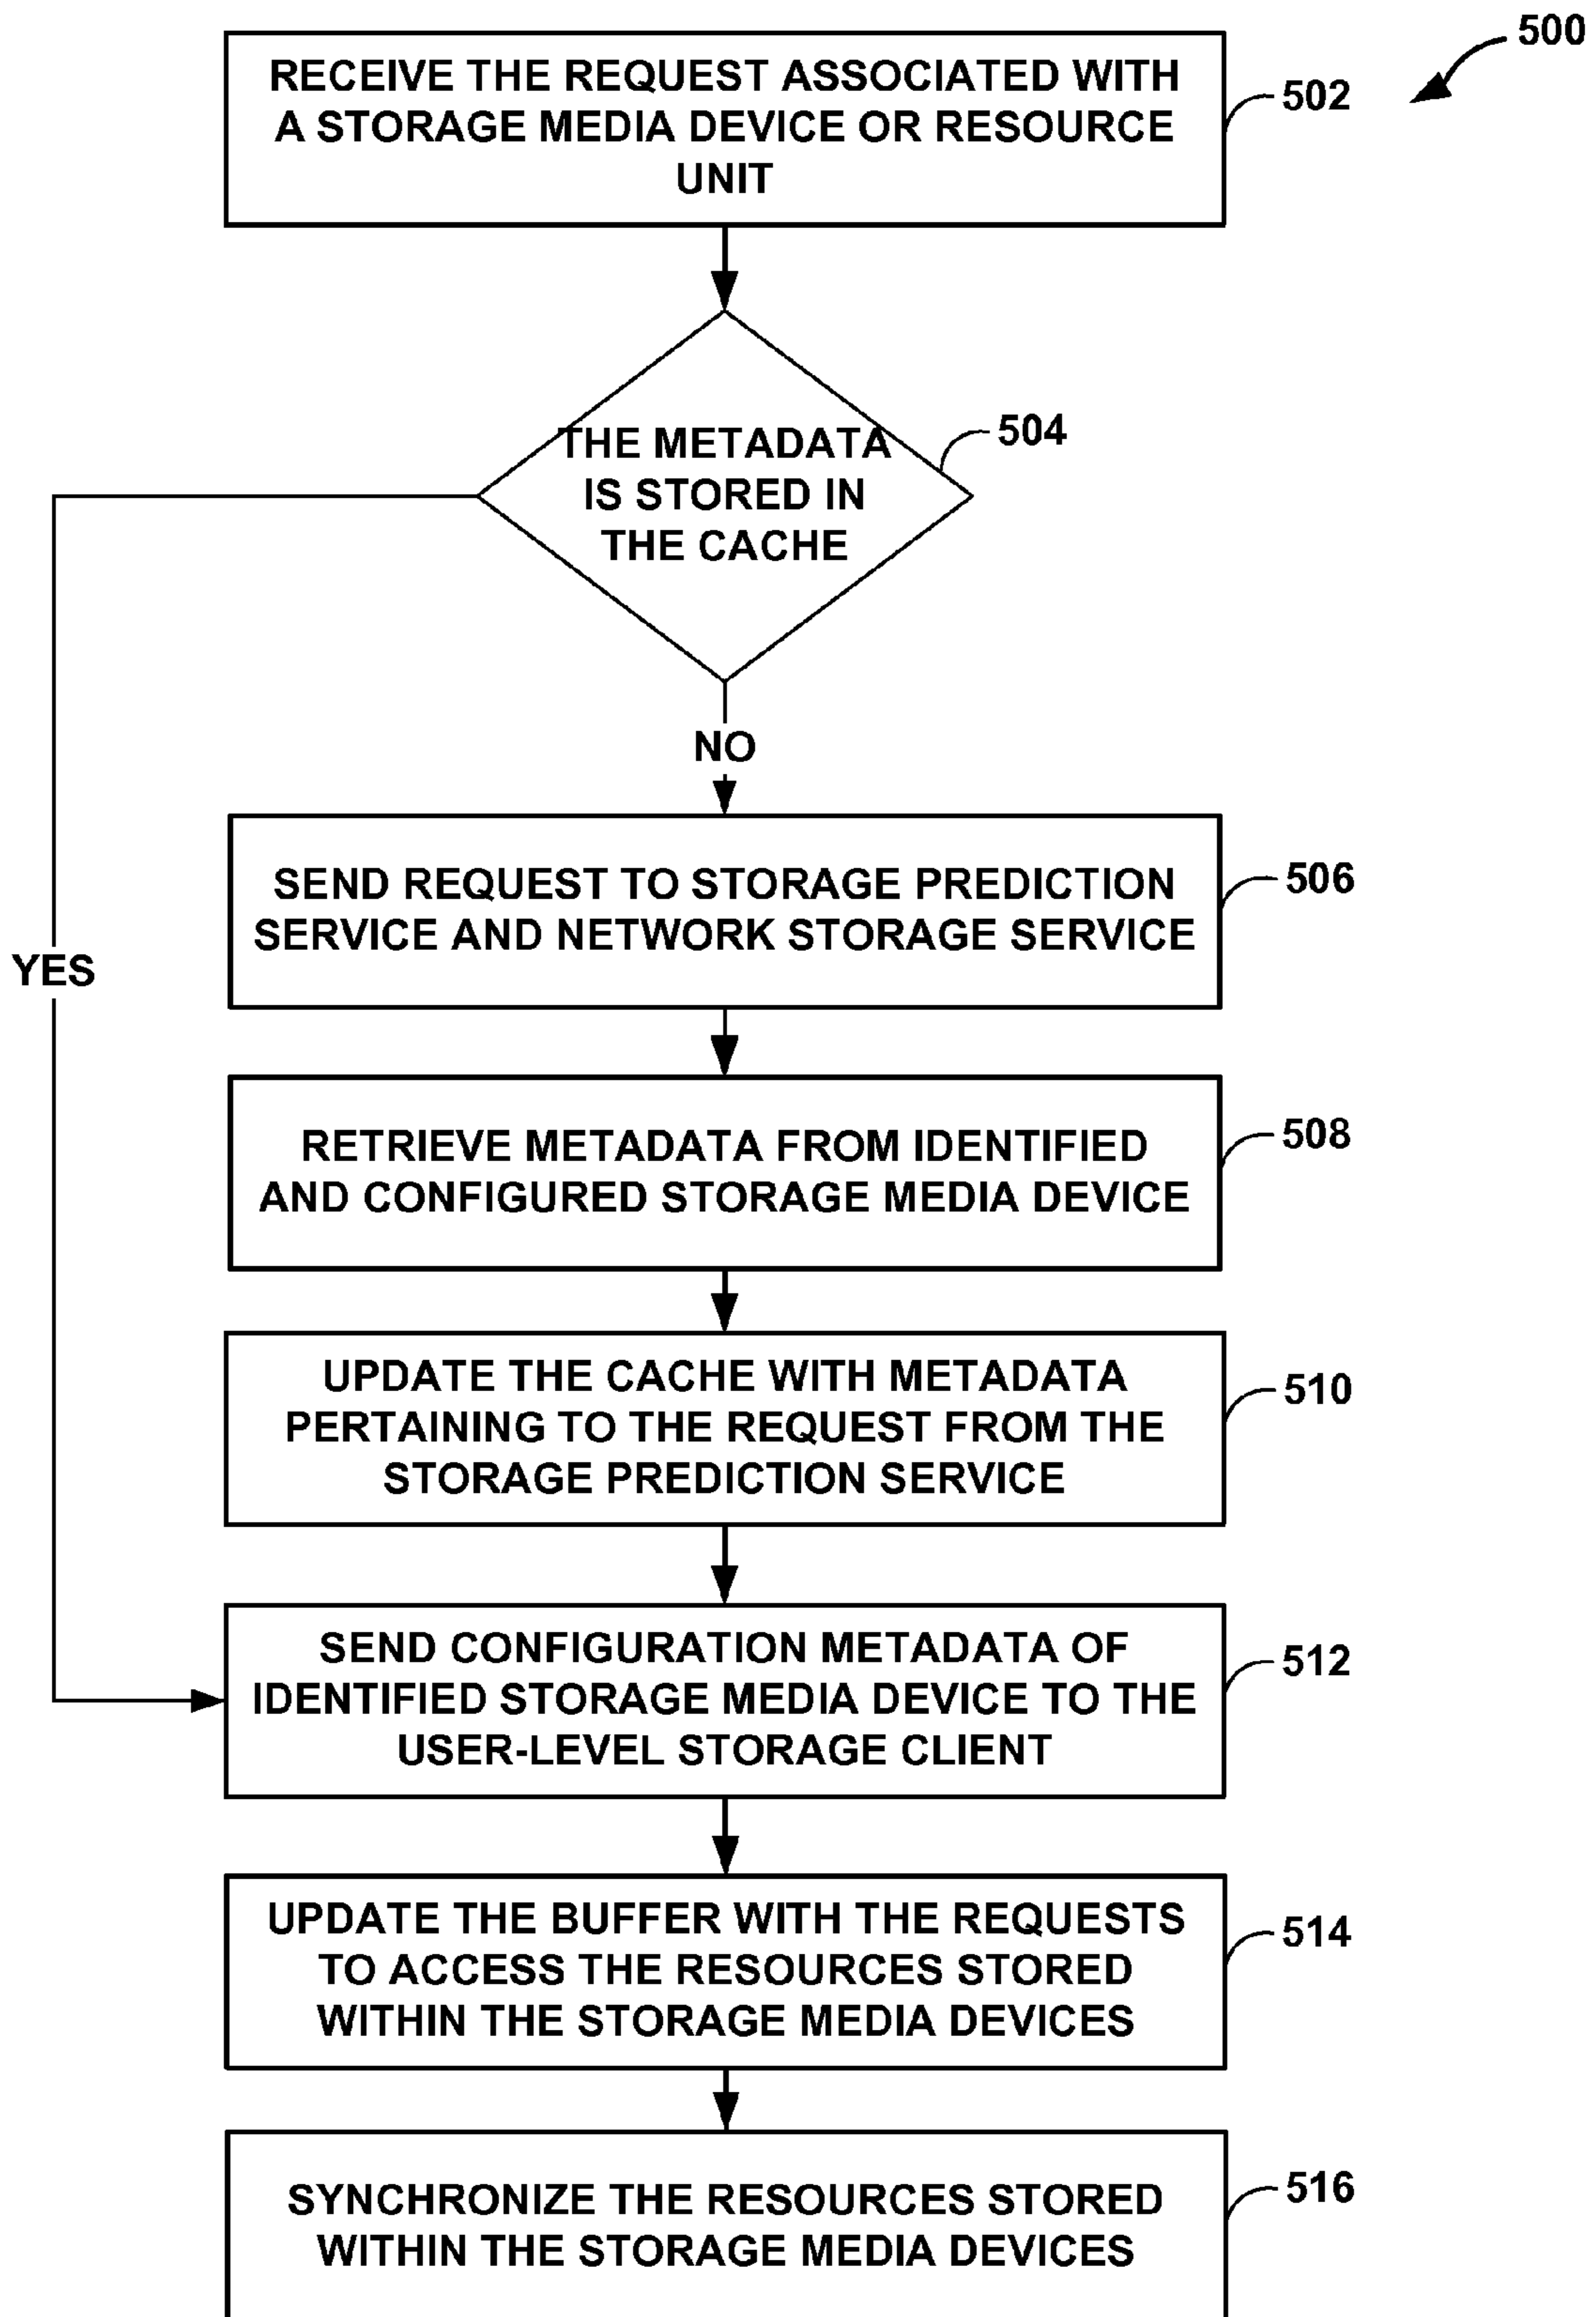 500
RECEIVE THE REQUEST ASSOCIATED WITH
A STORAGE MEDIA DEVICE OR RESOURCE
UNIT
502
THE METADATA
IS STORED IN
THE CACHE
504
NO
YES
SEND REQUEST TO STORAGE PREDICTION
SERVICE AND NETWORK STORAGE SERVICE
506
RETRIEVE METADATA FROM IDENTIFIED
AND CONFIGURED STORAGE MEDIA DEVICE
508
UPDATE THE CACHE WITH METADATA
PERTAINING TO THE REQUEST FROM THE
STORAGE PREDICTION SERVICE
510
SEND CONFIGURATION METADATA OF
IDENTIFIED STORAGE MEDIA DEVICE TO THE
USER-LEVEL STORAGE CLIENT
512
UPDATE THE BUFFER WITH THE REQUESTS
TO ACCESS THE RESOURCES STORED
WITHIN THE STORAGE MEDIA DEVICES
514
SYNCHRONIZE THE RESOURCES STORED
WITHIN THE STORAGE MEDIA DEVICES
516